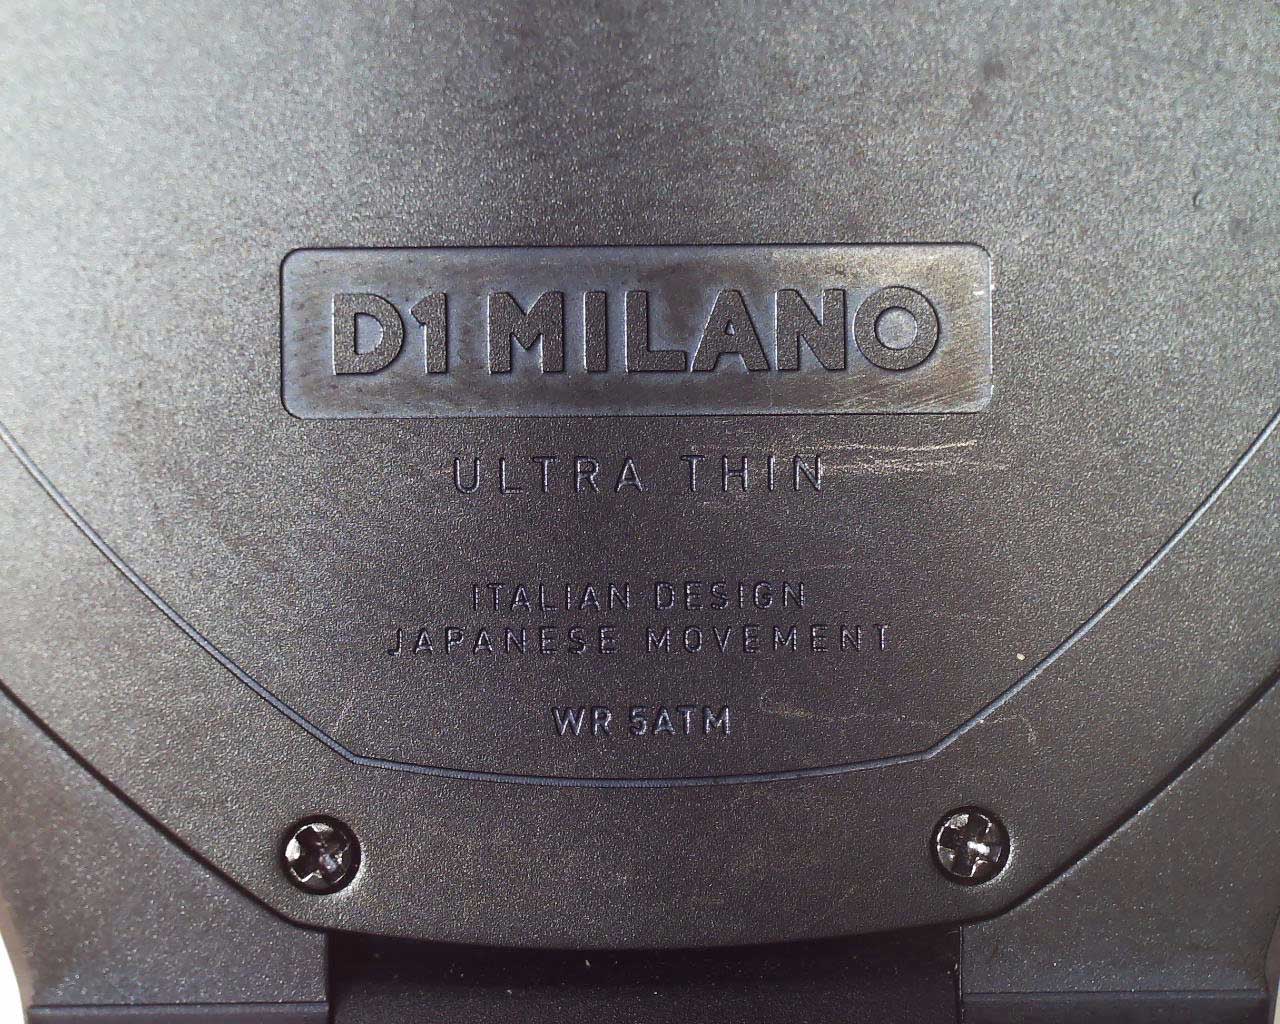 D1 MILANO
ULTRA THIN
ITALIAN DESIGN
JAPANESE MOVEMENT
WR 5ATM